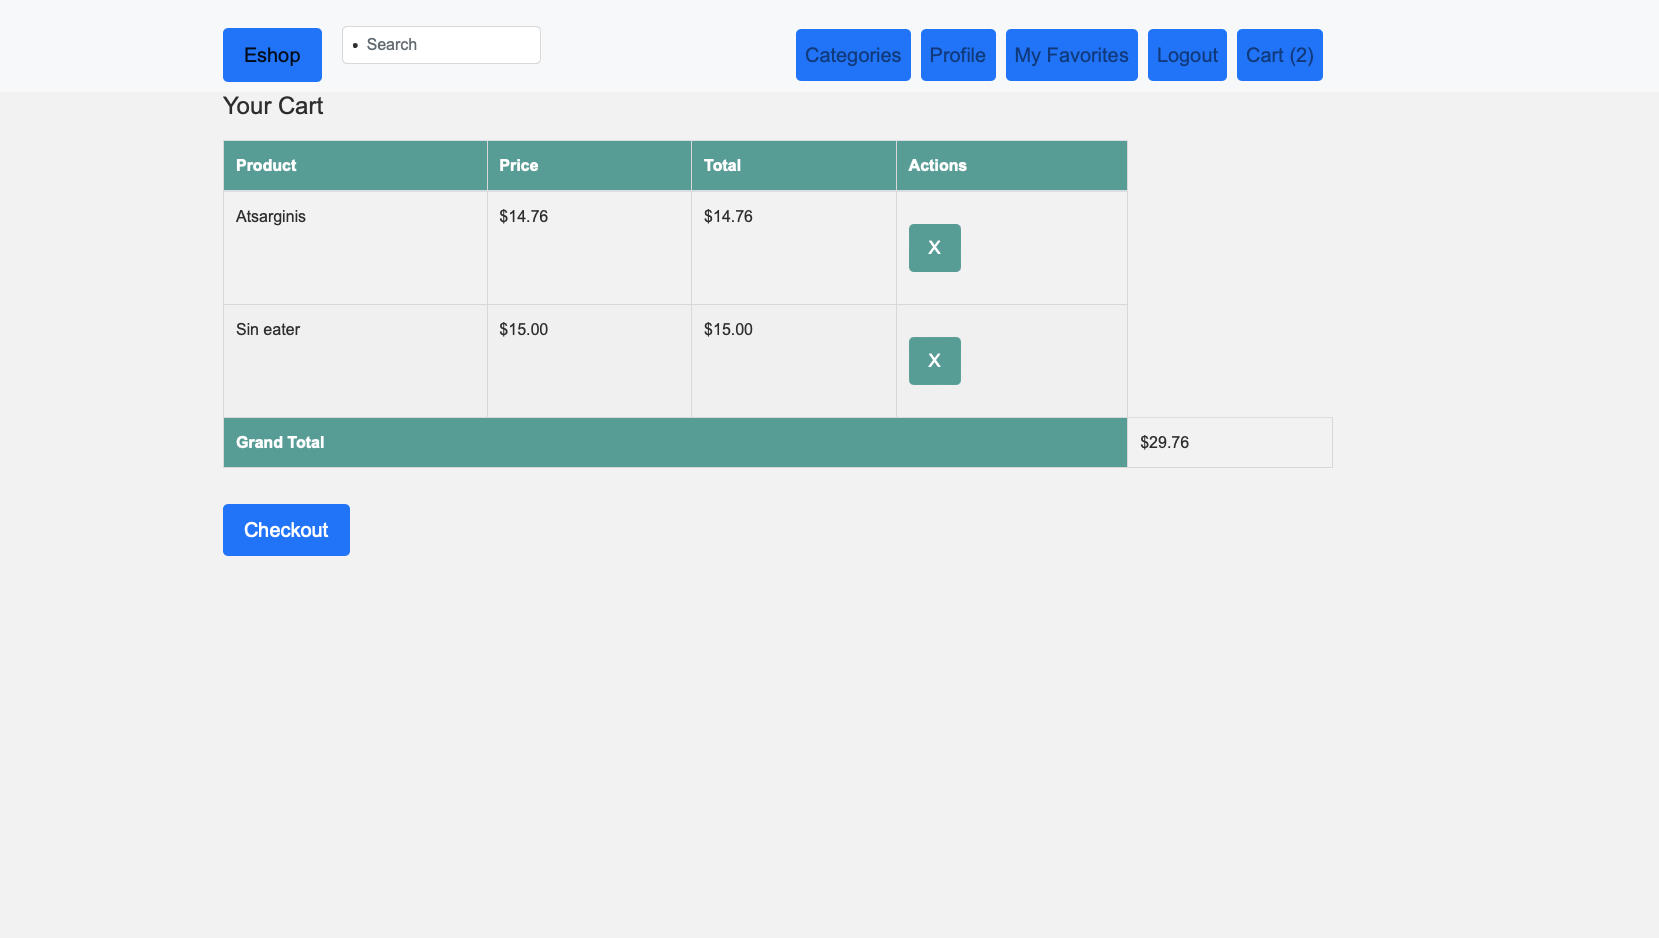 Eshop
Search
Categories Profile My Favorites Logout Cart (2)
Your Cart
Product Price Total Actions
Atsarginis $14.76 $14.76 X
Sin eater $15.00 $15.00 X
Grand Total $29.76
Checkout